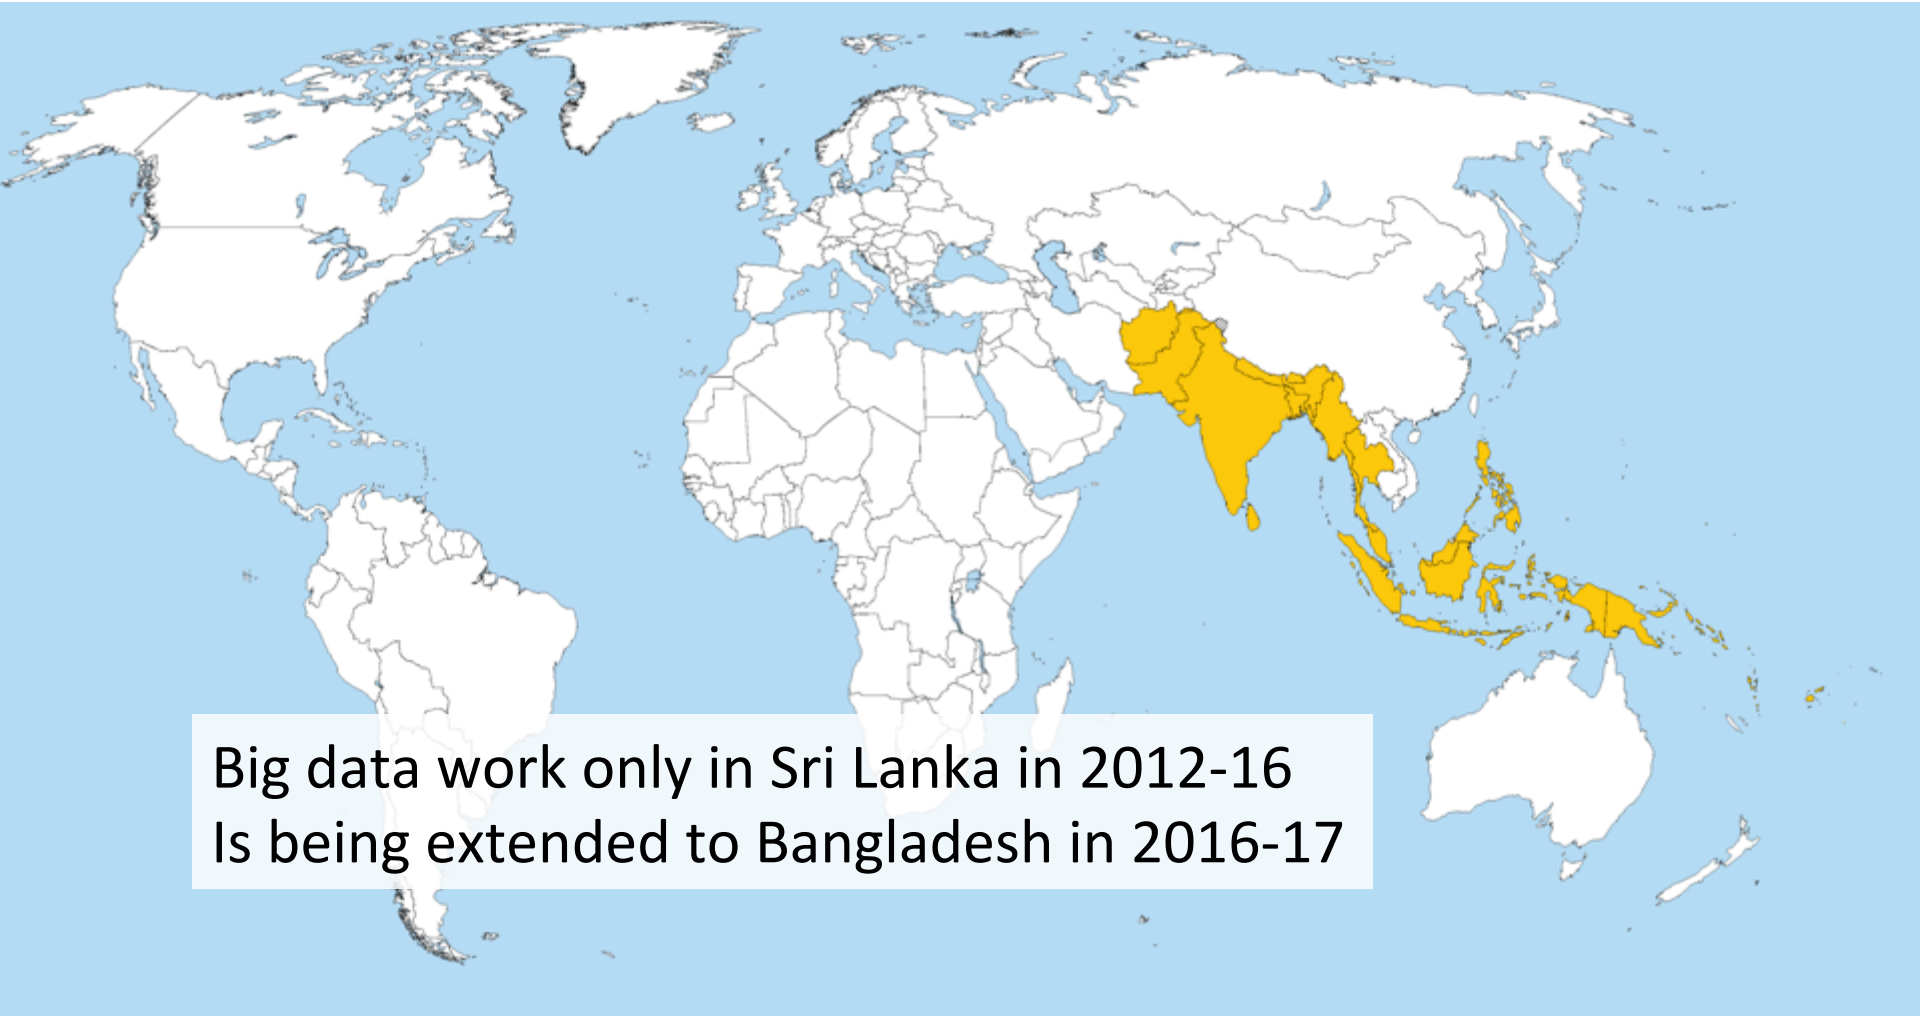 Big data work only in Sri Lanka in 2012-16
Is being extended to Bangladesh in 2016-17